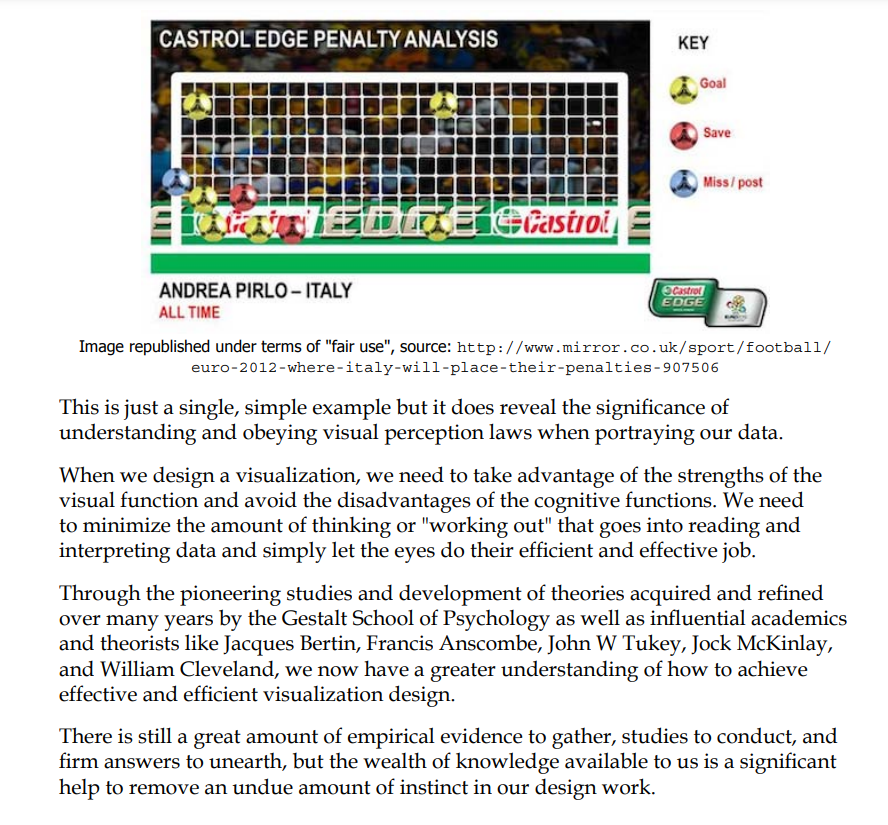 CASTROL EDGE PENALTY ANALYSIS
KEY
Goal
Save
Miss / post
EDGE
Castrol
E
ANDREA PIRLO – ITALY
ALL TIME
Castrol
EDGE
Image republished under terms of "fair use", source: http://www.mirror.co.uk/sport/football/
euro-2012-where-italy-will-place-their-penalties-907506
This is just a single, simple example but it does reveal the significance of
understanding and obeying visual perception laws when portraying our data.
When we design a visualization, we need to take advantage of the strengths of the
visual function and avoid the disadvantages of the cognitive functions. We need
to minimize the amount of thinking or "working out" that goes into reading and
interpreting data and simply let the eyes do their efficient and effective job.
Through the pioneering studies and development of theories acquired and refined
over many years by the Gestalt School of Psychology as well as influential academics
and theorists like Jacques Bertin, Francis Anscombe, John W Tukey, Jock McKinlay,
and William Cleveland, we now have a greater understanding of how to achieve
effective and efficient visualization design.
There is still a great amount of empirical evidence to gather, studies to conduct, and
firm answers to unearth, but the wealth of knowledge available to us is a significant
help to remove an undue amount of instinct in our design work.